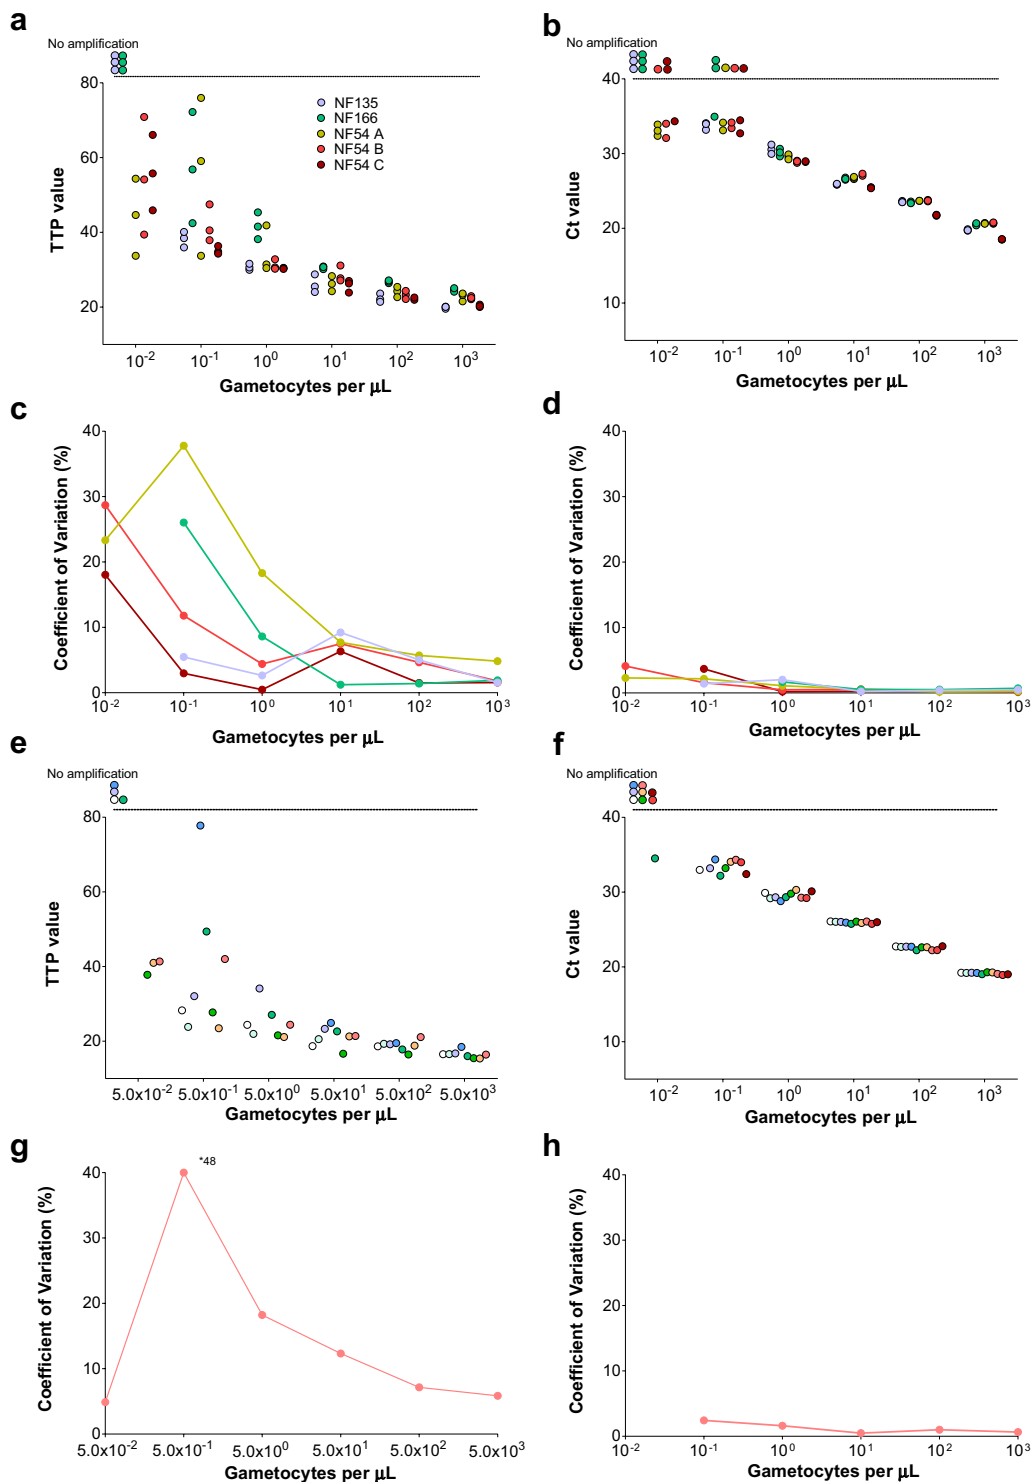 a
No amplification
80
60
40
20
TTP value
NF135
NF166
NF54 A
NF54 B
NF54 C
10⁻² 10⁻¹ 10⁰ 10¹ 10² 10³
Gametocytes per µL
b
No amplification
40
30
20
10
Ct value
10⁻² 10⁻¹ 10⁰ 10¹ 10² 10³
Gametocytes per µL
c
40
30
20
10
0
Coefficient of Variation (%)
10⁻² 10⁻¹ 10⁰ 10¹ 10² 10³
Gametocytes per µL
d
40
30
20
10
0
Coefficient of Variation (%)
10⁻² 10⁻¹ 10⁰ 10¹ 10² 10³
Gametocytes per µL
e
No amplification
80
60
40
20
TTP value
5.0x10⁻² 5.0x10⁻¹ 5.0x10⁰ 5.0x10¹ 5.0x10² 5.0x10³
Gametocytes per µL
f
No amplification
40
30
20
10
Ct value
10⁻² 10⁻¹ 10⁰ 10¹ 10² 10³
Gametocytes per µL
g
*48
40
30
20
10
0
Coefficient of Variation (%)
5.0x10⁻² 5.0x10⁻¹ 5.0x10⁰ 5.0x10¹ 5.0x10² 5.0x10³
Gametocytes per µL
h
40
30
20
10
0
Coefficient of Variation (%)
10⁻² 10⁻¹ 10⁰ 10¹ 10² 10³
Gametocytes per µL